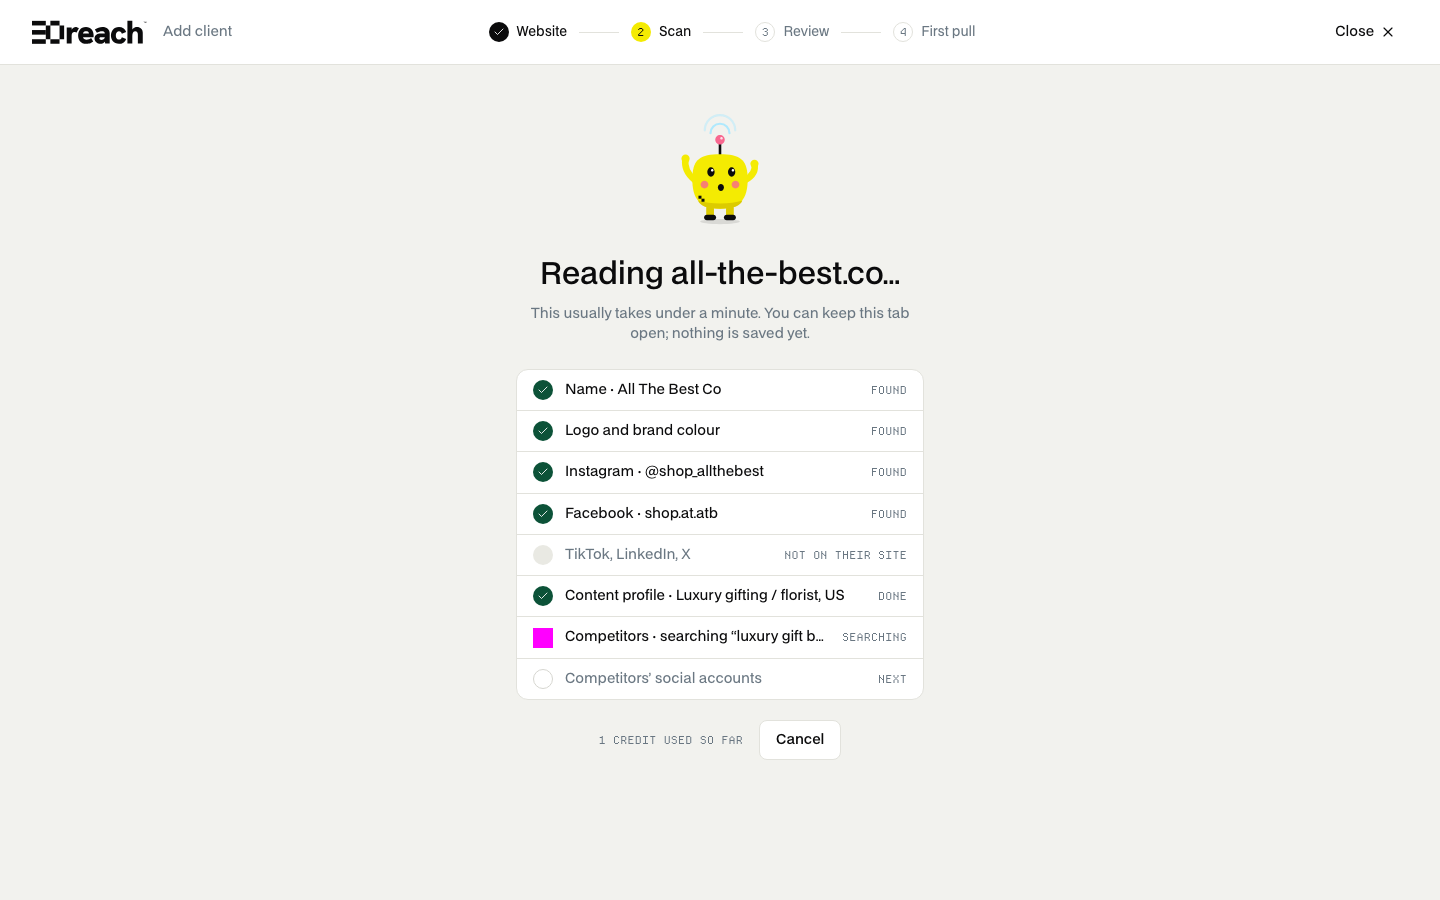 reach
Add client
Website
2
Scan
3
Review
4
First pull
Close
Reading all-the-best.co...
This usually takes under a minute. You can keep this tab
open; nothing is saved yet.
Name · All The Best Co
FOUND
Logo and brand colour
FOUND
Instagram · @shop_allthebest
FOUND
Facebook · shop.at.atb
FOUND
TikTok, LinkedIn, X
NOT ON THEIR SITE
Content profile · Luxury gifting / florist, US
DONE
Competitors · searching “luxury gift b...
SEARCHING
Competitors’ social accounts
NEXT
1 CREDIT USED SO FAR
Cancel